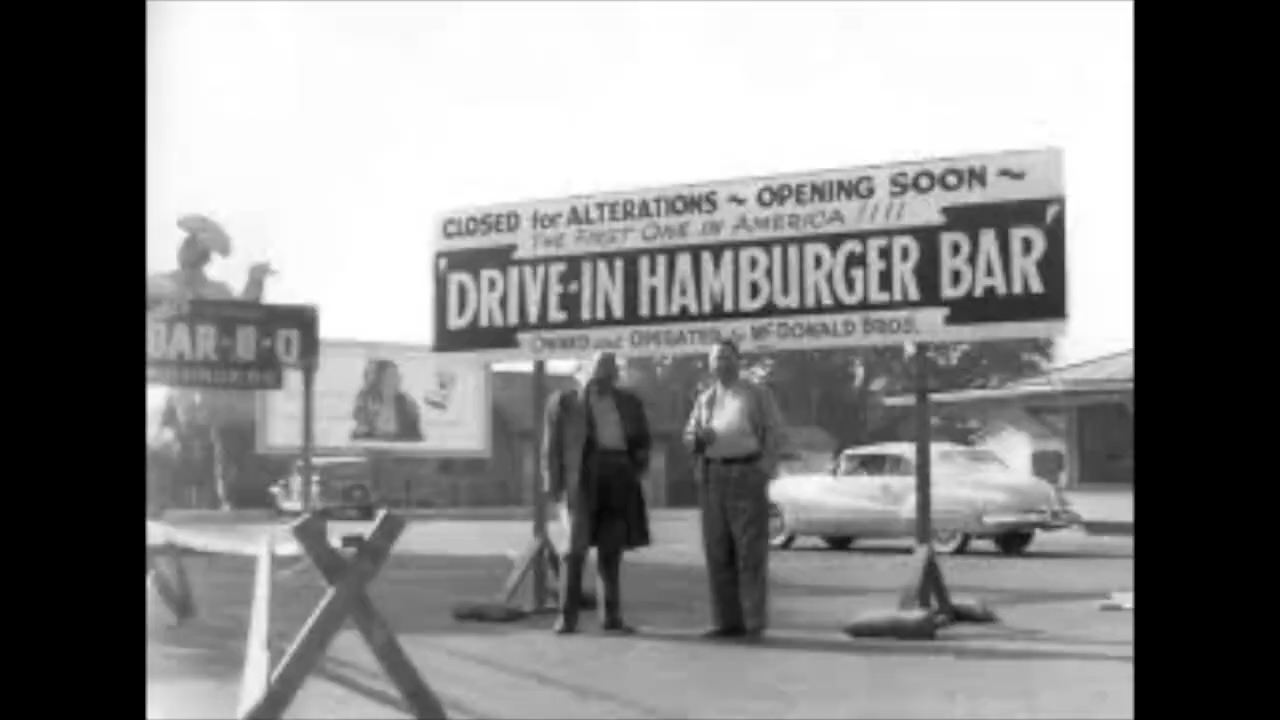 CLOSED for ALTERATIONS ~ OPENING SOON ~
THE FIRST ONE IN AMERICA !!!!
'DRIVE-IN HAMBURGER BAR'
OWNED and OPERATED by McDONALD BROS.
BAR-B-Q